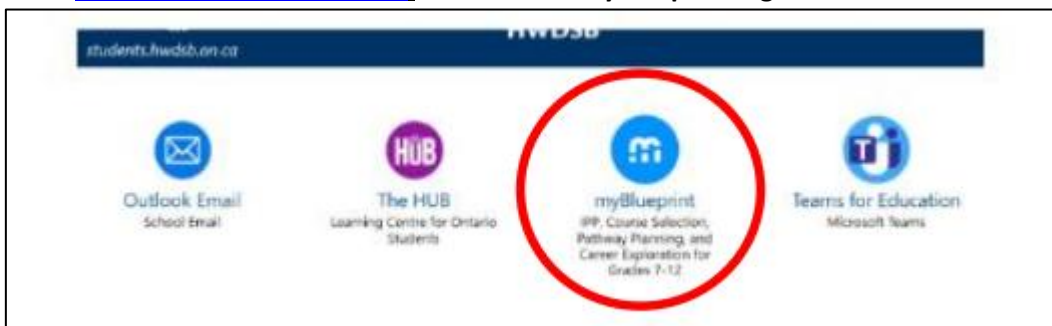 HWDSB
students.hwdsb.on.ca
HUB
Outlook Email
School Email
The HUB
Learning Centre for Ontario
Students
myBlueprint
IPP, Course Selection,
Pathway Planning, and
Career Exploration for
Grades 7-12
Teams for Education
Microsoft Teams